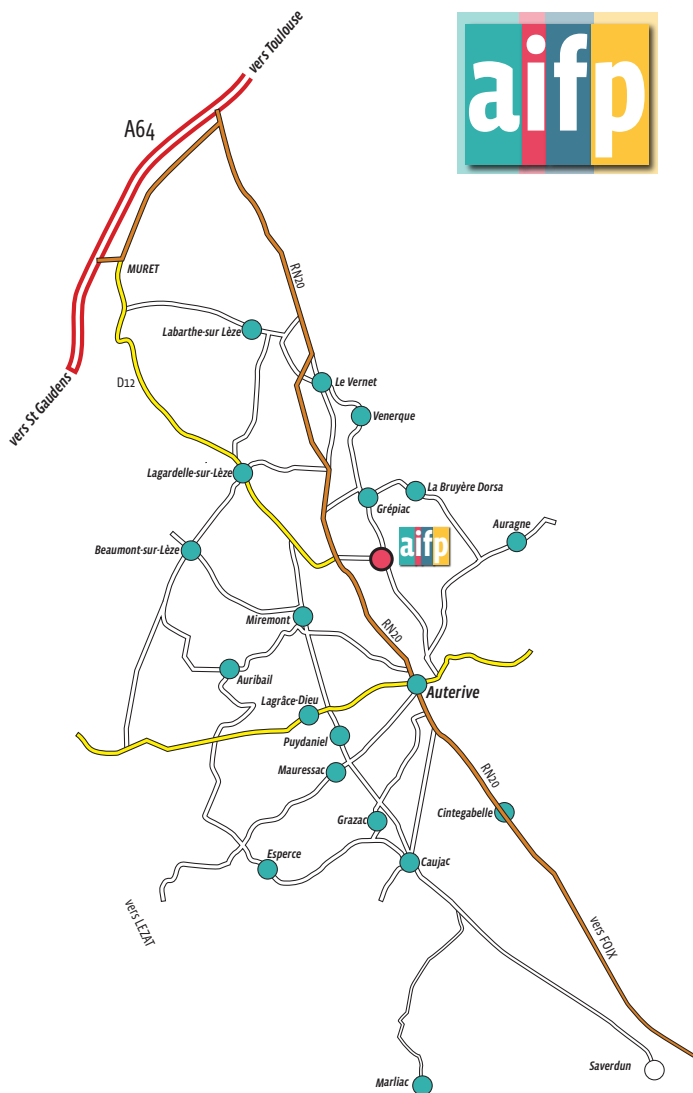 vers Toulouse
aifp
A64
MURET
RN20
Labarthe-sur Lèze
vers St Gaudens
D12
Le Vernet
Venerque
Lagardelle-sur-Lèze
La Bruyère Dorsa
Grépiac
Auragne
Beaumont-sur-Lèze
aifp
Miremont
RN20
Auribail
Auterive
Lagrâce-Dieu
Puydaniel
Mauressac
RN20
Grazac
Cintegabelle
Esperce
Caujac
vers LEZAT
vers FOIX
Saverdun
Marliac